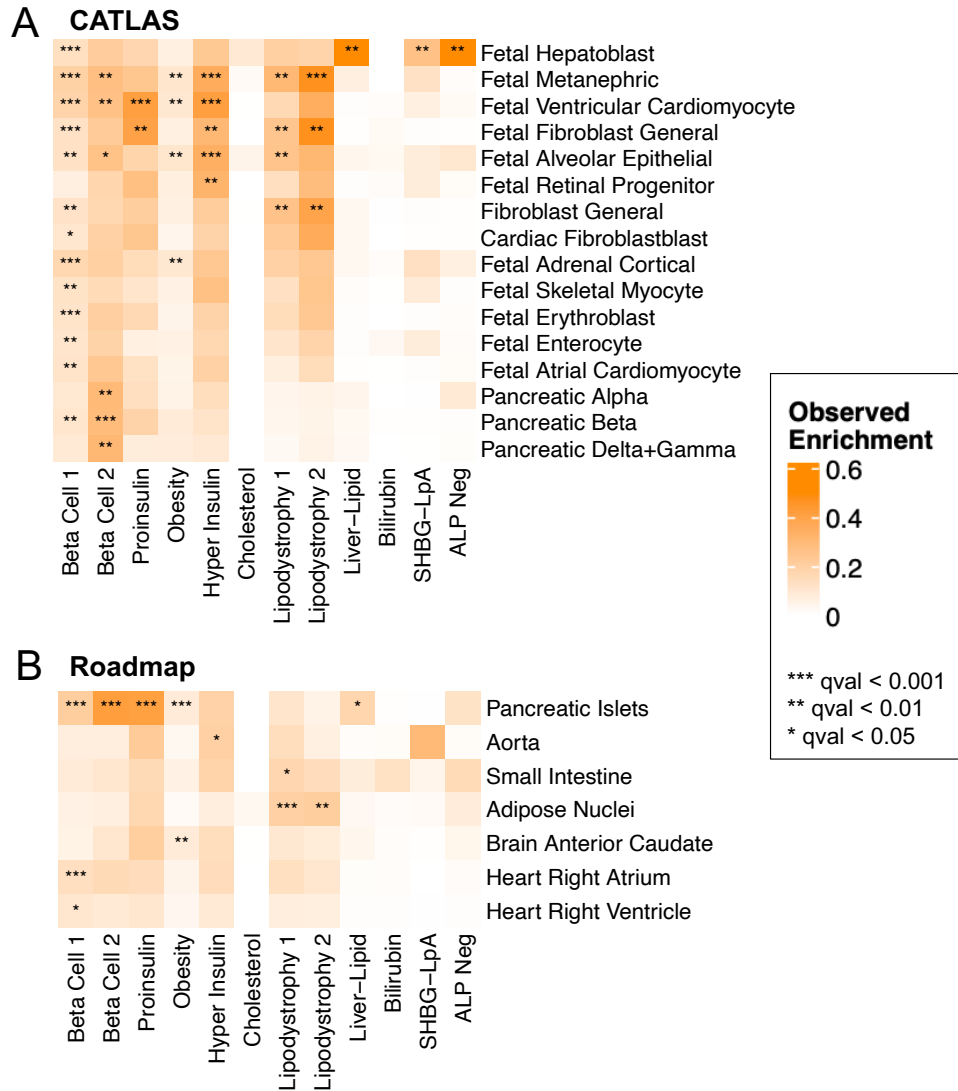 A CATLAS
*** ** ** ** Fetal Hepatoblast
*** ** ** *** ** *** Fetal Metanephric
*** ** *** ** *** Fetal Ventricular Cardiomyocyte
*** ** ** ** ** Fetal Fibroblast General
** * ** *** ** Fetal Alveolar Epithelial
** Fetal Retinal Progenitor
** ** ** Fibroblast General
* Cardiac Fibroblastblast
*** ** Fetal Adrenal Cortical
** Fetal Skeletal Myocyte
*** Fetal Erythroblast
** Fetal Enterocyte
** Fetal Atrial Cardiomyocyte
** Pancreatic Alpha
** *** Pancreatic Beta
** Pancreatic Delta+Gamma
Beta Cell 1
Beta Cell 2
Proinsulin
Obesity
Hyper Insulin
Cholesterol
Lipodystrophy 1
Lipodystrophy 2
Liver−Lipid
Bilirubin
SHBG−LpA
ALP Neg
Observed
Enrichment
0.6
0.4
0.2
0
*** qval < 0.001
** qval < 0.01
* qval < 0.05
B Roadmap
*** *** *** *** * Pancreatic Islets
* Aorta
* Small Intestine
*** ** Adipose Nuclei
** Brain Anterior Caudate
*** Heart Right Atrium
* Heart Right Ventricle
Beta Cell 1
Beta Cell 2
Proinsulin
Obesity
Hyper Insulin
Cholesterol
Lipodystrophy 1
Lipodystrophy 2
Liver−Lipid
Bilirubin
SHBG−LpA
ALP Neg